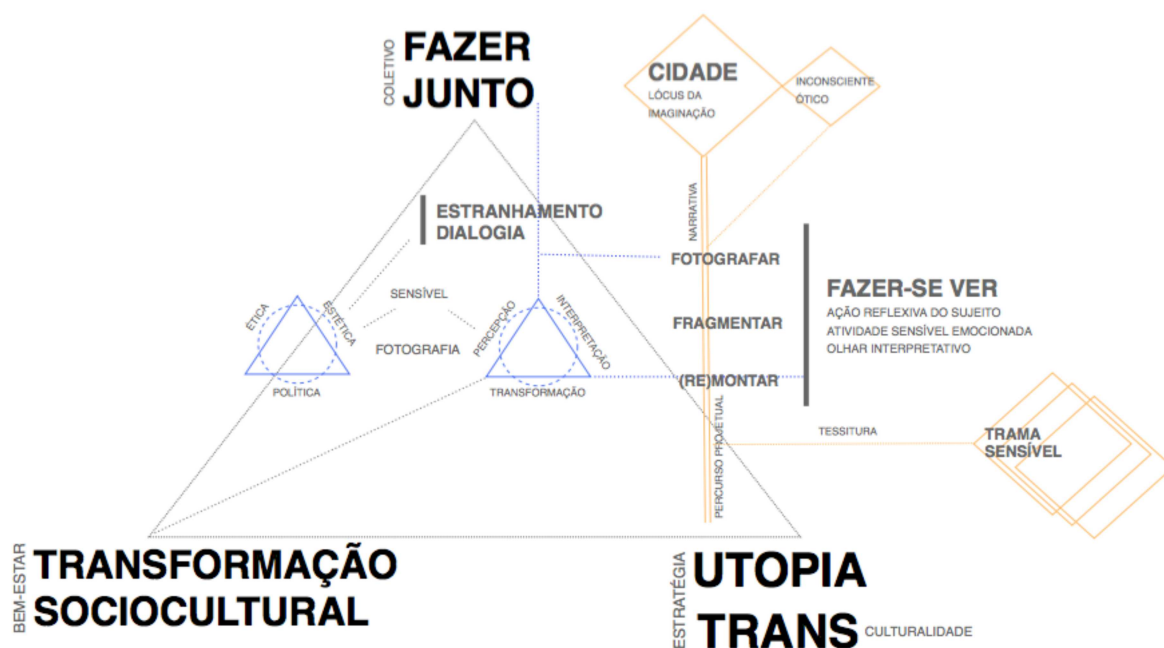 COLETIVO
FAZER
JUNTO
CIDADE
LÓCUS DA
IMAGINAÇÃO
INCONSCIENTE
ÓTICO
NARRATIVA
ESTRANHAMENTO
DIALOGIA
FOTOGRAFAR
FRAGMENTAR
(RE)MONTAR
FAZER-SE VER
AÇÃO REFLEXIVA DO SUJEITO
ATIVIDADE SENSÍVEL EMOCIONADA
OLHAR INTERPRETATIVO
ÉTICA
ESTÉTICA
POLÍTICA
SENSÍVEL
FOTOGRAFIA
PERCEPÇÃO
INTERPRETAÇÃO
TRANSFORMAÇÃO
PERCURSO PROJETUAL
TESSITURA
TRAMA
SENSÍVEL
BEM-ESTAR
TRANSFORMAÇÃO
SOCIOCULTURAL
ESTRATÉGIA
UTOPIA
TRANS CULTURALIDADE